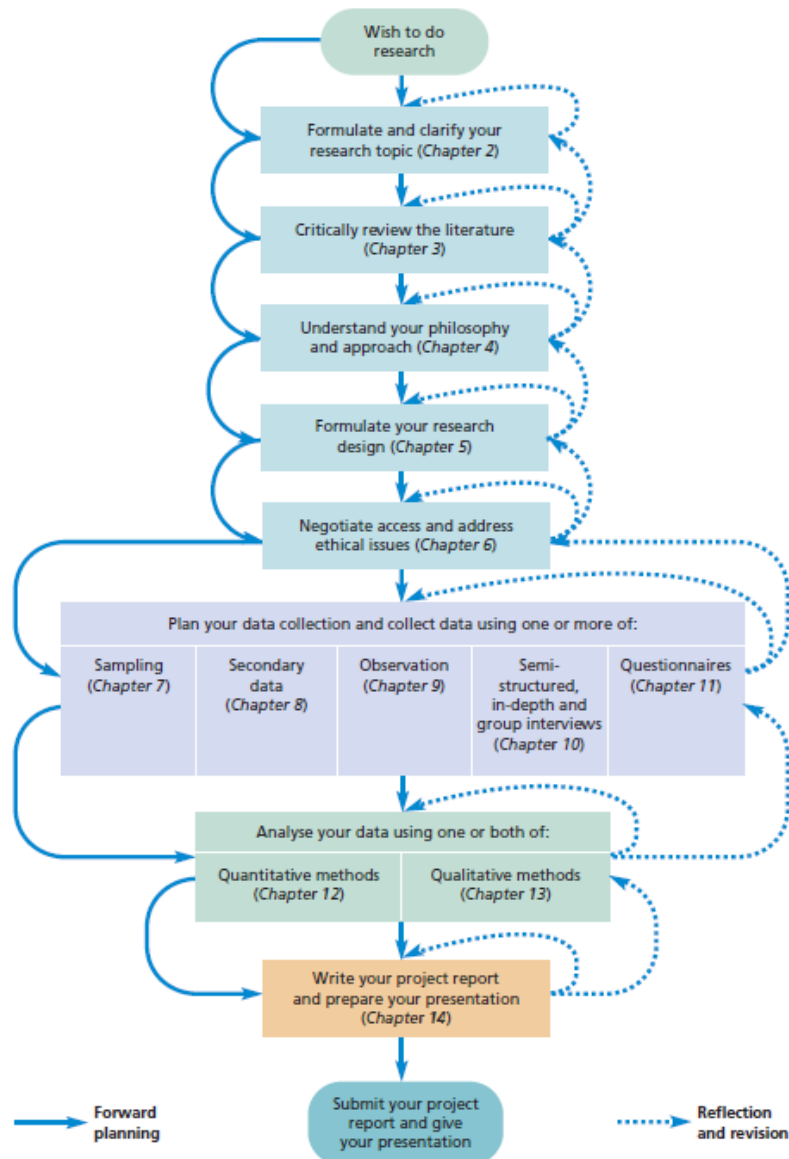 Wish to do
research
Formulate and clarify your
research topic (Chapter 2)
Critically review the literature
(Chapter 3)
Understand your philosophy
and approach (Chapter 4)
Formulate your research
design (Chapter 5)
Negotiate access and address
ethical issues (Chapter 6)
Plan your data collection and collect data using one or more of:
Sampling
(Chapter 7)
Secondary
data
(Chapter 8)
Observation
(Chapter 9)
Semi-
structured,
in-depth and
group interviews
(Chapter 10)
Questionnaires
(Chapter 11)
Analyse your data using one or both of:
Quantitative methods
(Chapter 12)
Qualitative methods
(Chapter 13)
Write your project report
and prepare your presentation
(Chapter 14)
Submit your project
report and give
your presentation
Forward
planning
Reflection
and revision